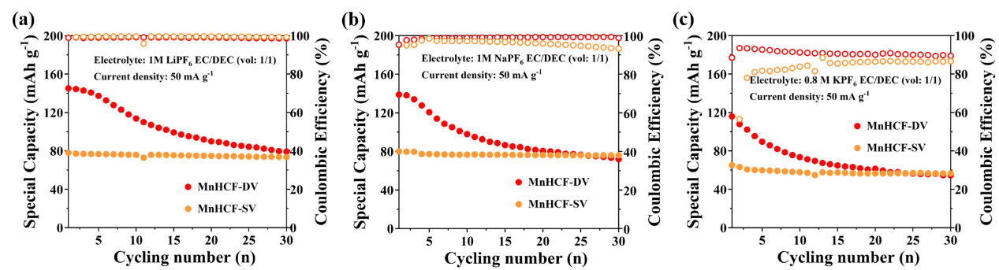 (a)
Special Capacity (mAh g⁻¹)
200
160
120
80
40
0
Electrolyte: 1M LiPF₆ EC/DEC (vol: 1/1)
Current density: 50 mA g⁻¹
MnHCF-DV
MnHCF-SV
100
80
60
40
20
0
Coulombic Efficiency (%)
5 10 15 20 25 30
Cycling number (n)
(b)
Special Capacity (mAh g⁻¹)
200
160
120
80
40
0
Electrolyte: 1M NaPF₆ EC/DEC (vol: 1/1)
Current density: 50 mA g⁻¹
MnHCF-DV
MnHCF-SV
100
80
60
40
20
0
Coulombic Efficiency (%)
5 10 15 20 25 30
Cycling number (n)
(c)
Special Capacity (mAh g⁻¹)
200
160
120
80
40
0
Electrolyte: 0.8 M KPF₆ EC/DEC (vol: 1/1)
Current density: 50 mA g⁻¹
MnHCF-DV
MnHCF-SV
100
80
60
40
20
0
Coulombic Efficiency (%)
5 10 15 20 25 30
Cycling number (n)